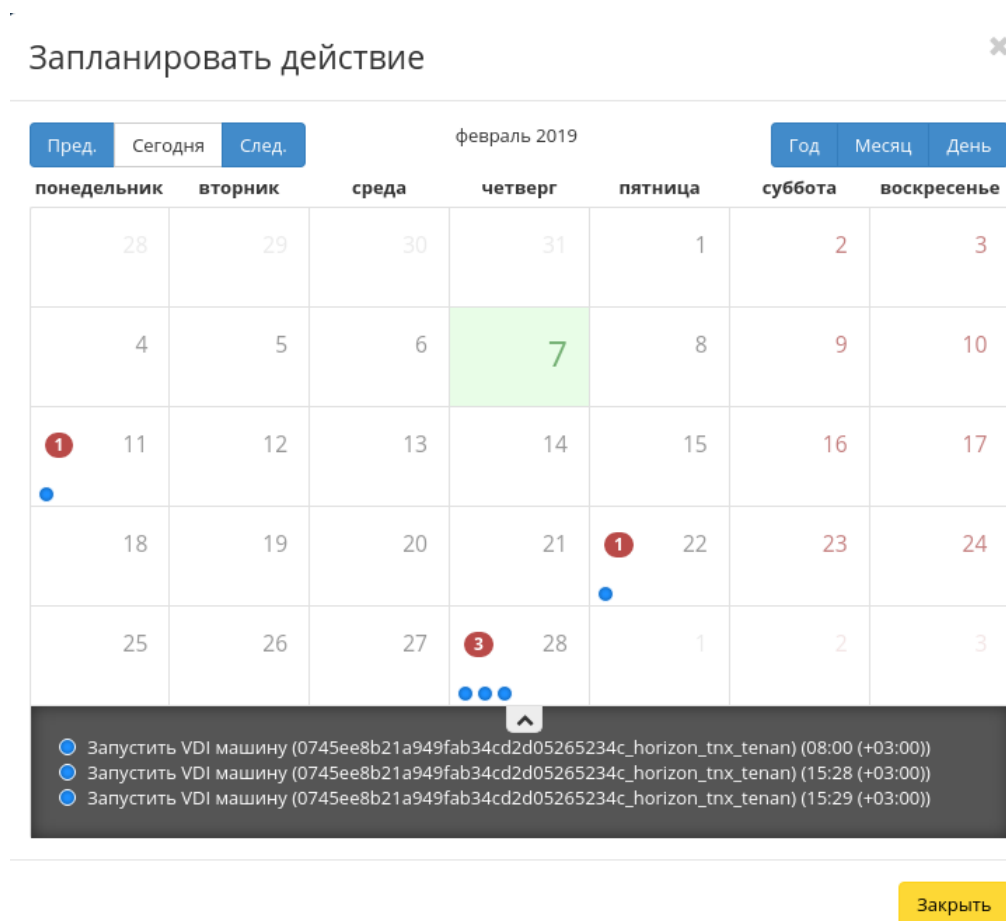 Запланировать действие
Пред. Сегодня След. февраль 2019 Год Месяц День
понедельник вторник среда четверг пятница суббота воскресенье
28 29 30 31 1 2 3
4 5 6 7 8 9 10
1 11 12 13 14 15 16 17
18 19 20 21 1 22 23 24
25 26 27 3 28 1 2 3
Запустить VDI машину (0745ee8b21a949fab34cd2d05265234c_horizon_tnx_tenan) (08:00 (+03:00))
Запустить VDI машину (0745ee8b21a949fab34cd2d05265234c_horizon_tnx_tenan) (15:28 (+03:00))
Запустить VDI машину (0745ee8b21a949fab34cd2d05265234c_horizon_tnx_tenan) (15:29 (+03:00))
Закрыть